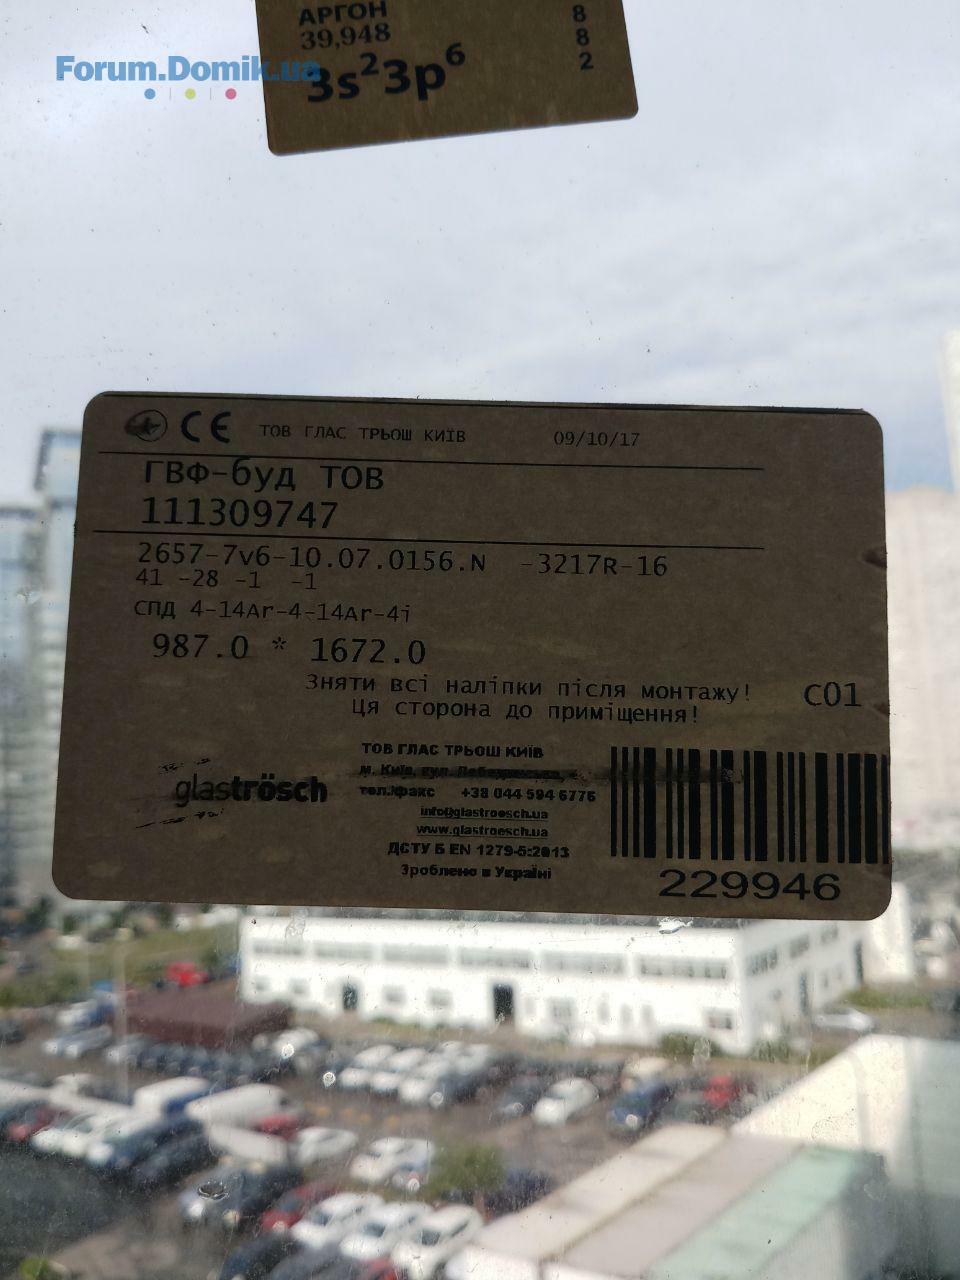 АРГОН 8
39,948 8
3s²3p⁶ 2
Forum.Domik.ua
CE ТОВ ГЛАС ТРЬОШ КИЇВ 09/10/17
ГВФ-буд ТОВ
111309747
2657-7v6-10.07.0156.N -3217R-16
41 -28 -1 -1
СПД 4-14Ar-4-14Ar-4i
987.0 * 1672.0
Зняти всі наліпки після монтажу! C01
Ця сторона до приміщення!
ТОВ ГЛАС ТРЬОШ КИЇВ
м. Київ, вул.
glaströsch
тел./факс +38 044 594 6776
info@glastroesch.ua
www.glastroesch.ua
ДСТУ Б EN 1279-5:2013
Зроблено в Україні
229946